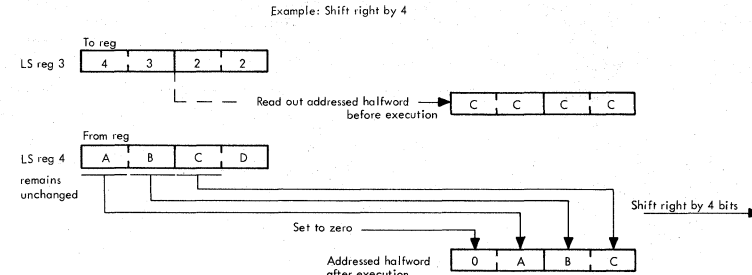 Example: Shift right by 4
To reg
LS reg 3 4 3 2 2
Read out addressed halfword before execution C C C C
From reg
LS reg 4 A B C D
remains unchanged
Shift right by 4 bits
Set to zero
Addressed halfword after execution 0 A B C